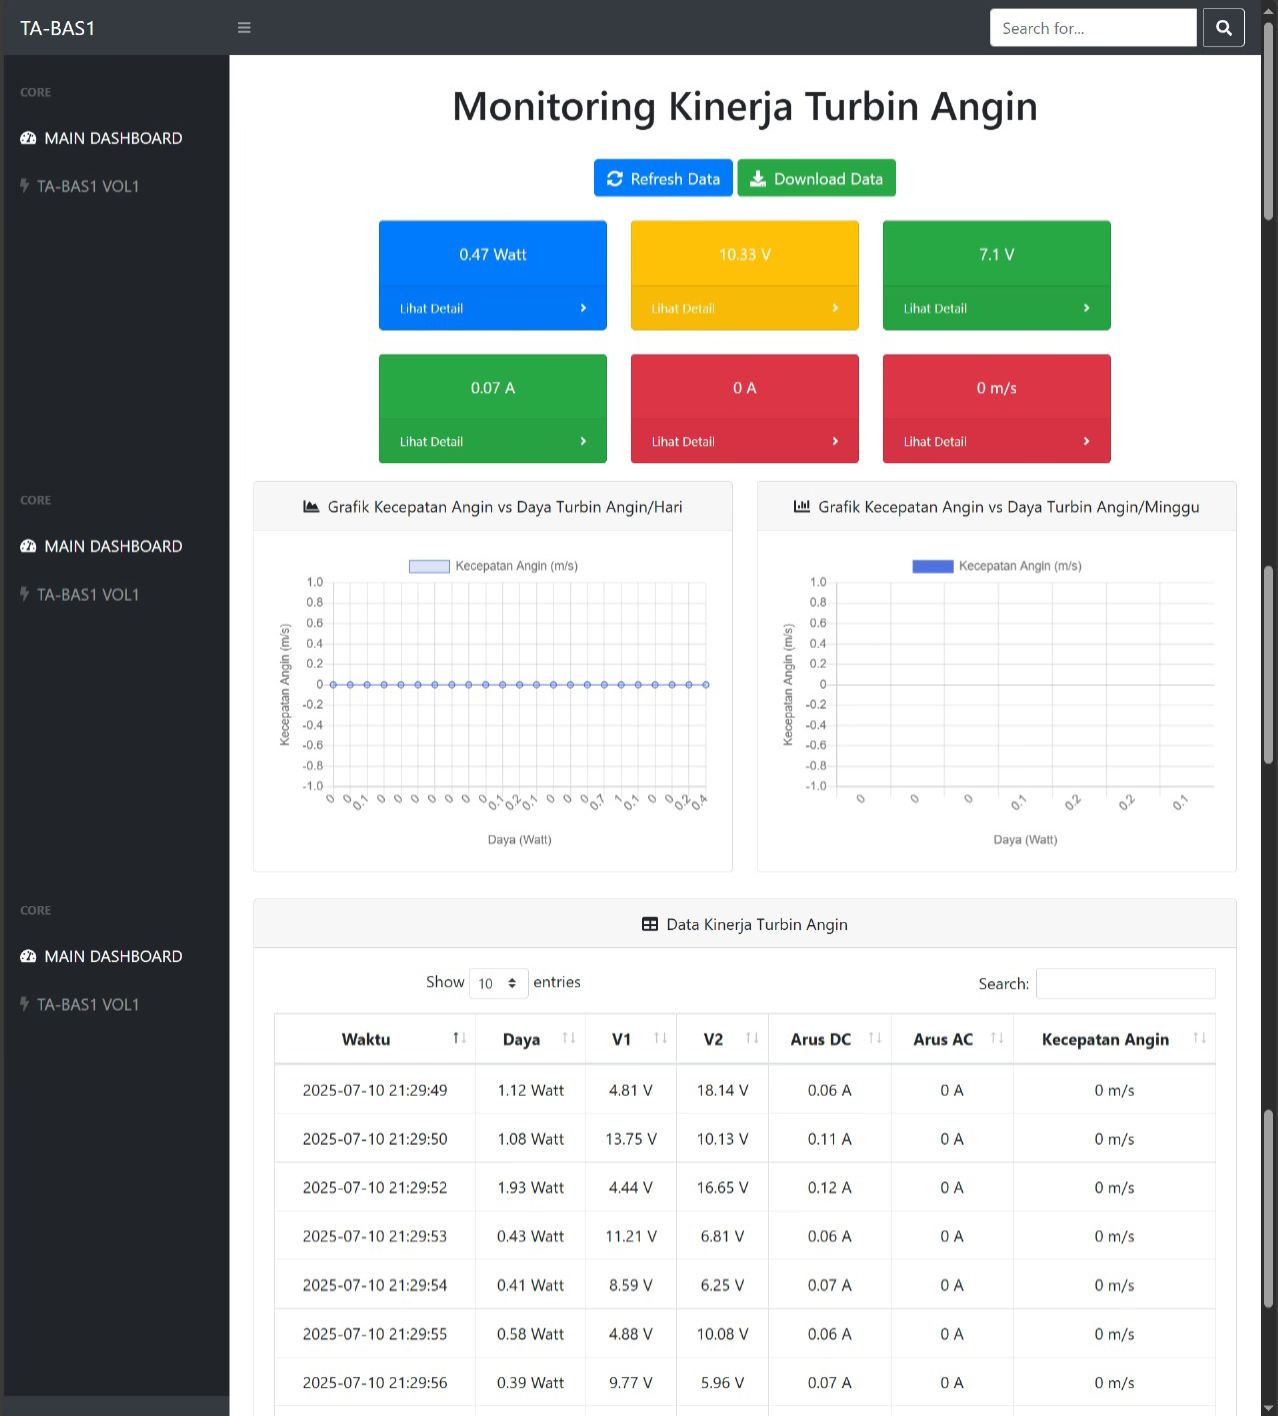 TA-BAS1
Search for...
CORE
MAIN DASHBOARD
TA-BAS1 VOL1
CORE
MAIN DASHBOARD
TA-BAS1 VOL1
CORE
MAIN DASHBOARD
TA-BAS1 VOL1
Monitoring Kinerja Turbin Angin
Refresh Data Download Data
0.47 Watt 10.33 V 7.1 V
Lihat Detail Lihat Detail Lihat Detail
0.07 A 0 A 0 m/s
Lihat Detail Lihat Detail Lihat Detail
Grafik Kecepatan Angin vs Daya Turbin Angin/Hari
Kecepatan Angin (m/s)
Kecepatan Angin (m/s)
1.0
0.8
0.6
0.4
0.2
0
-0.2
-0.4
-0.6
-0.8
-1.0
0 0 0.1 0 0 0 0 0 0 0 0.1 0.2 0.1 0 0 0 0.7 1 0.1 0 0 0.2 0.4
Daya (Watt)
Grafik Kecepatan Angin vs Daya Turbin Angin/Minggu
Kecepatan Angin (m/s)
Kecepatan Angin (m/s)
1.0
0.8
0.6
0.4
0.2
0
-0.2
-0.4
-0.6
-0.8
-1.0
0 0 0 0.1 0.2 0.2 0.1
Daya (Watt)
Data Kinerja Turbin Angin
Show 10 entries Search:
Waktu Daya V1 V2 Arus DC Arus AC Kecepatan Angin
2025-07-10 21:29:49 1.12 Watt 4.81 V 18.14 V 0.06 A 0 A 0 m/s
2025-07-10 21:29:50 1.08 Watt 13.75 V 10.13 V 0.11 A 0 A 0 m/s
2025-07-10 21:29:52 1.93 Watt 4.44 V 16.65 V 0.12 A 0 A 0 m/s
2025-07-10 21:29:53 0.43 Watt 11.21 V 6.81 V 0.06 A 0 A 0 m/s
2025-07-10 21:29:54 0.41 Watt 8.59 V 6.25 V 0.07 A 0 A 0 m/s
2025-07-10 21:29:55 0.58 Watt 4.88 V 10.08 V 0.06 A 0 A 0 m/s
2025-07-10 21:29:56 0.39 Watt 9.77 V 5.96 V 0.07 A 0 A 0 m/s